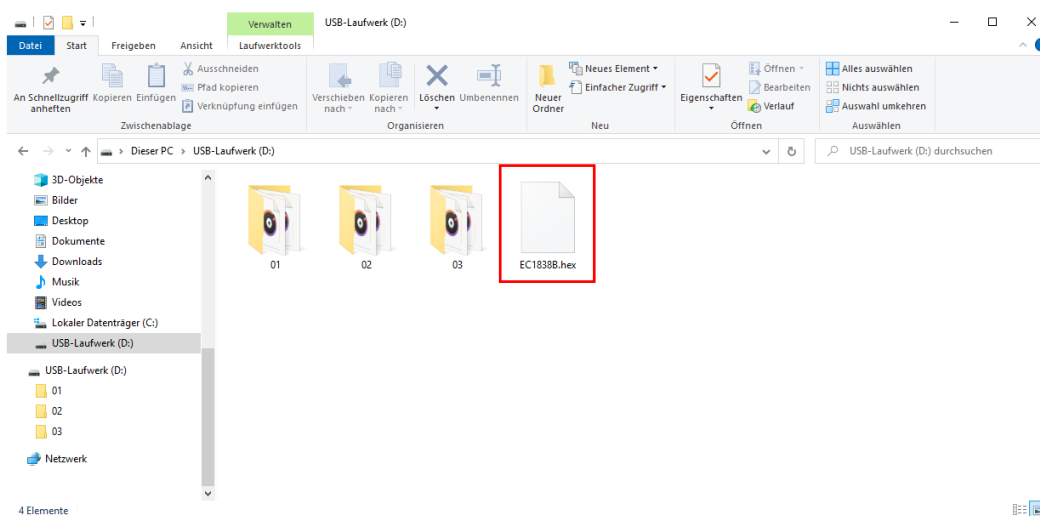 Verwalten
USB-Laufwerk (D:)
Datei Start Freigeben Ansicht Laufwerktools
An Schnellzugriff anheften
Kopieren
Einfügen
Ausschneiden
Pfad kopieren
Verknüpfung einfügen
Zwischenablage
Verschieben nach
Kopieren nach
Löschen
Umbenennen
Organisieren
Neuer Ordner
Neues Element
Einfacher Zugriff
Neu
Eigenschaften
Öffnen
Bearbeiten
Verlauf
Öffnen
Alles auswählen
Nichts auswählen
Auswahl umkehren
Auswählen
Dieser PC > USB-Laufwerk (D:)
USB-Laufwerk (D:) durchsuchen
3D-Objekte
Bilder
Desktop
Dokumente
Downloads
Musik
Videos
Lokaler Datenträger (C:)
USB-Laufwerk (D:)
USB-Laufwerk (D:)
01
02
03
Netzwerk
01 02 03 EC1838B.hex
4 Elemente